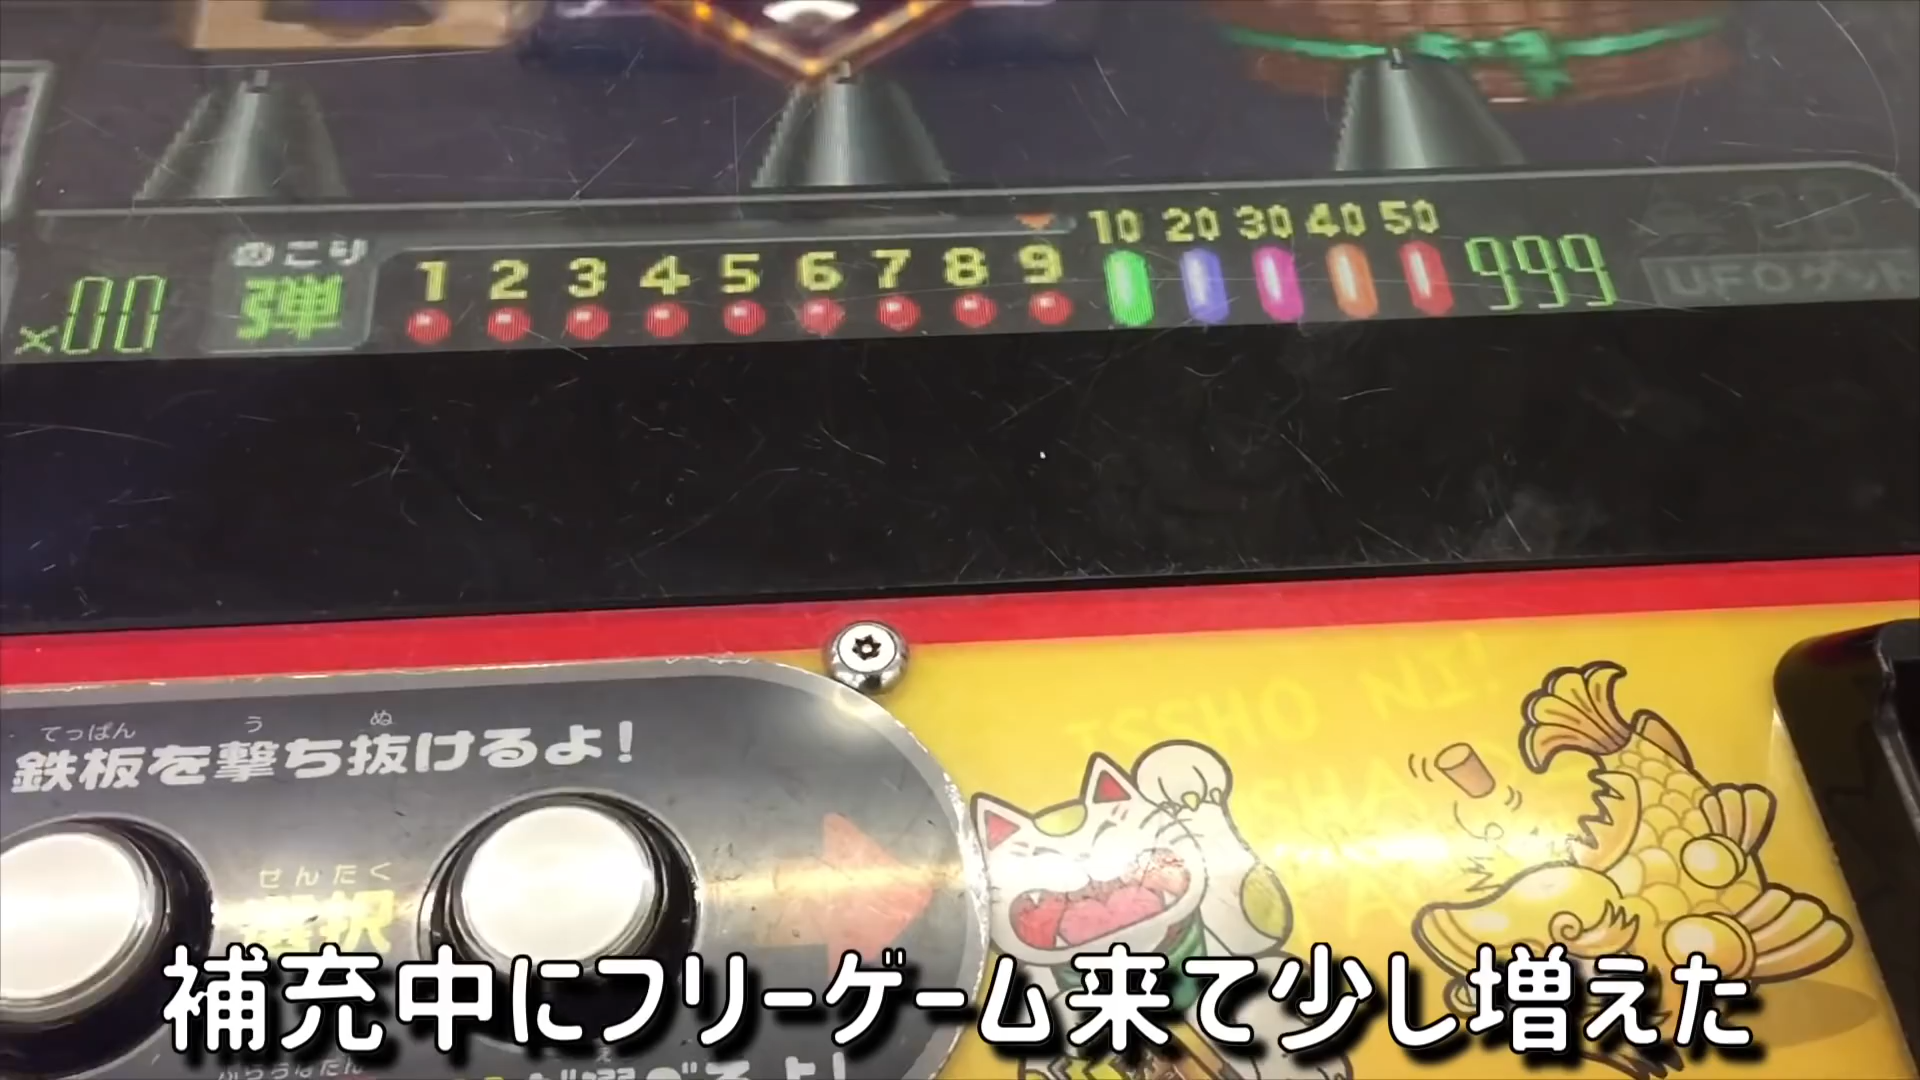 のこり
10 20 30 40 50
×00 弾 1 2 3 4 5 6 7 8 9 999
UFOゲット
てっぱん う ぬ
鉄板を撃ち抜けるよ!
せんたく
選択
補充中にフリーゲーム来て少し増えた